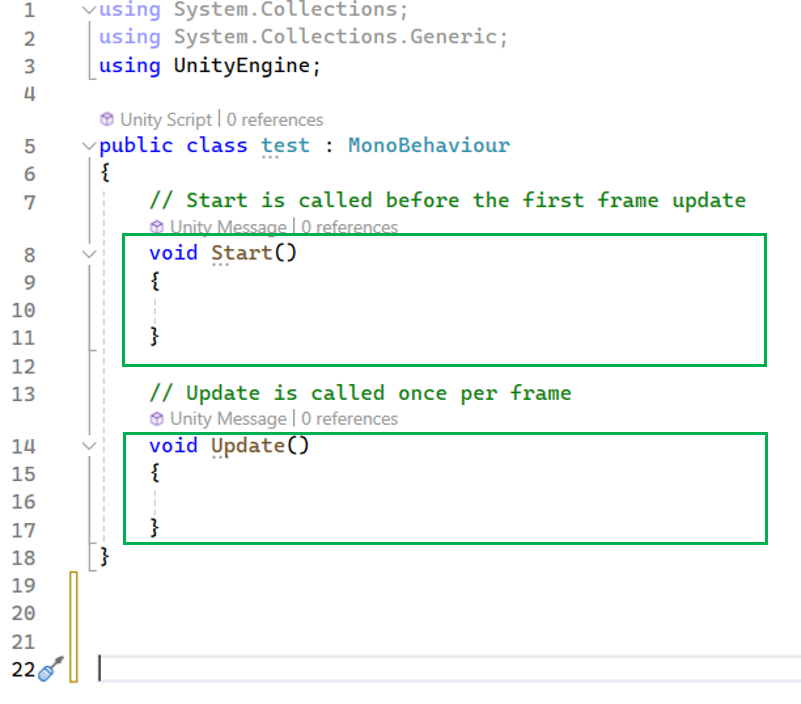 1 using System.Collections;
2 using System.Collections.Generic;
3 using UnityEngine;
4
Unity Script | 0 references
5 public class test : MonoBehaviour
6 {
7 // Start is called before the first frame update
Unity Message | 0 references
8 void Start()
9 {
10
11 }
12
13 // Update is called once per frame
Unity Message | 0 references
14 void Update()
15 {
16
17 }
18 }
19
20
21
22